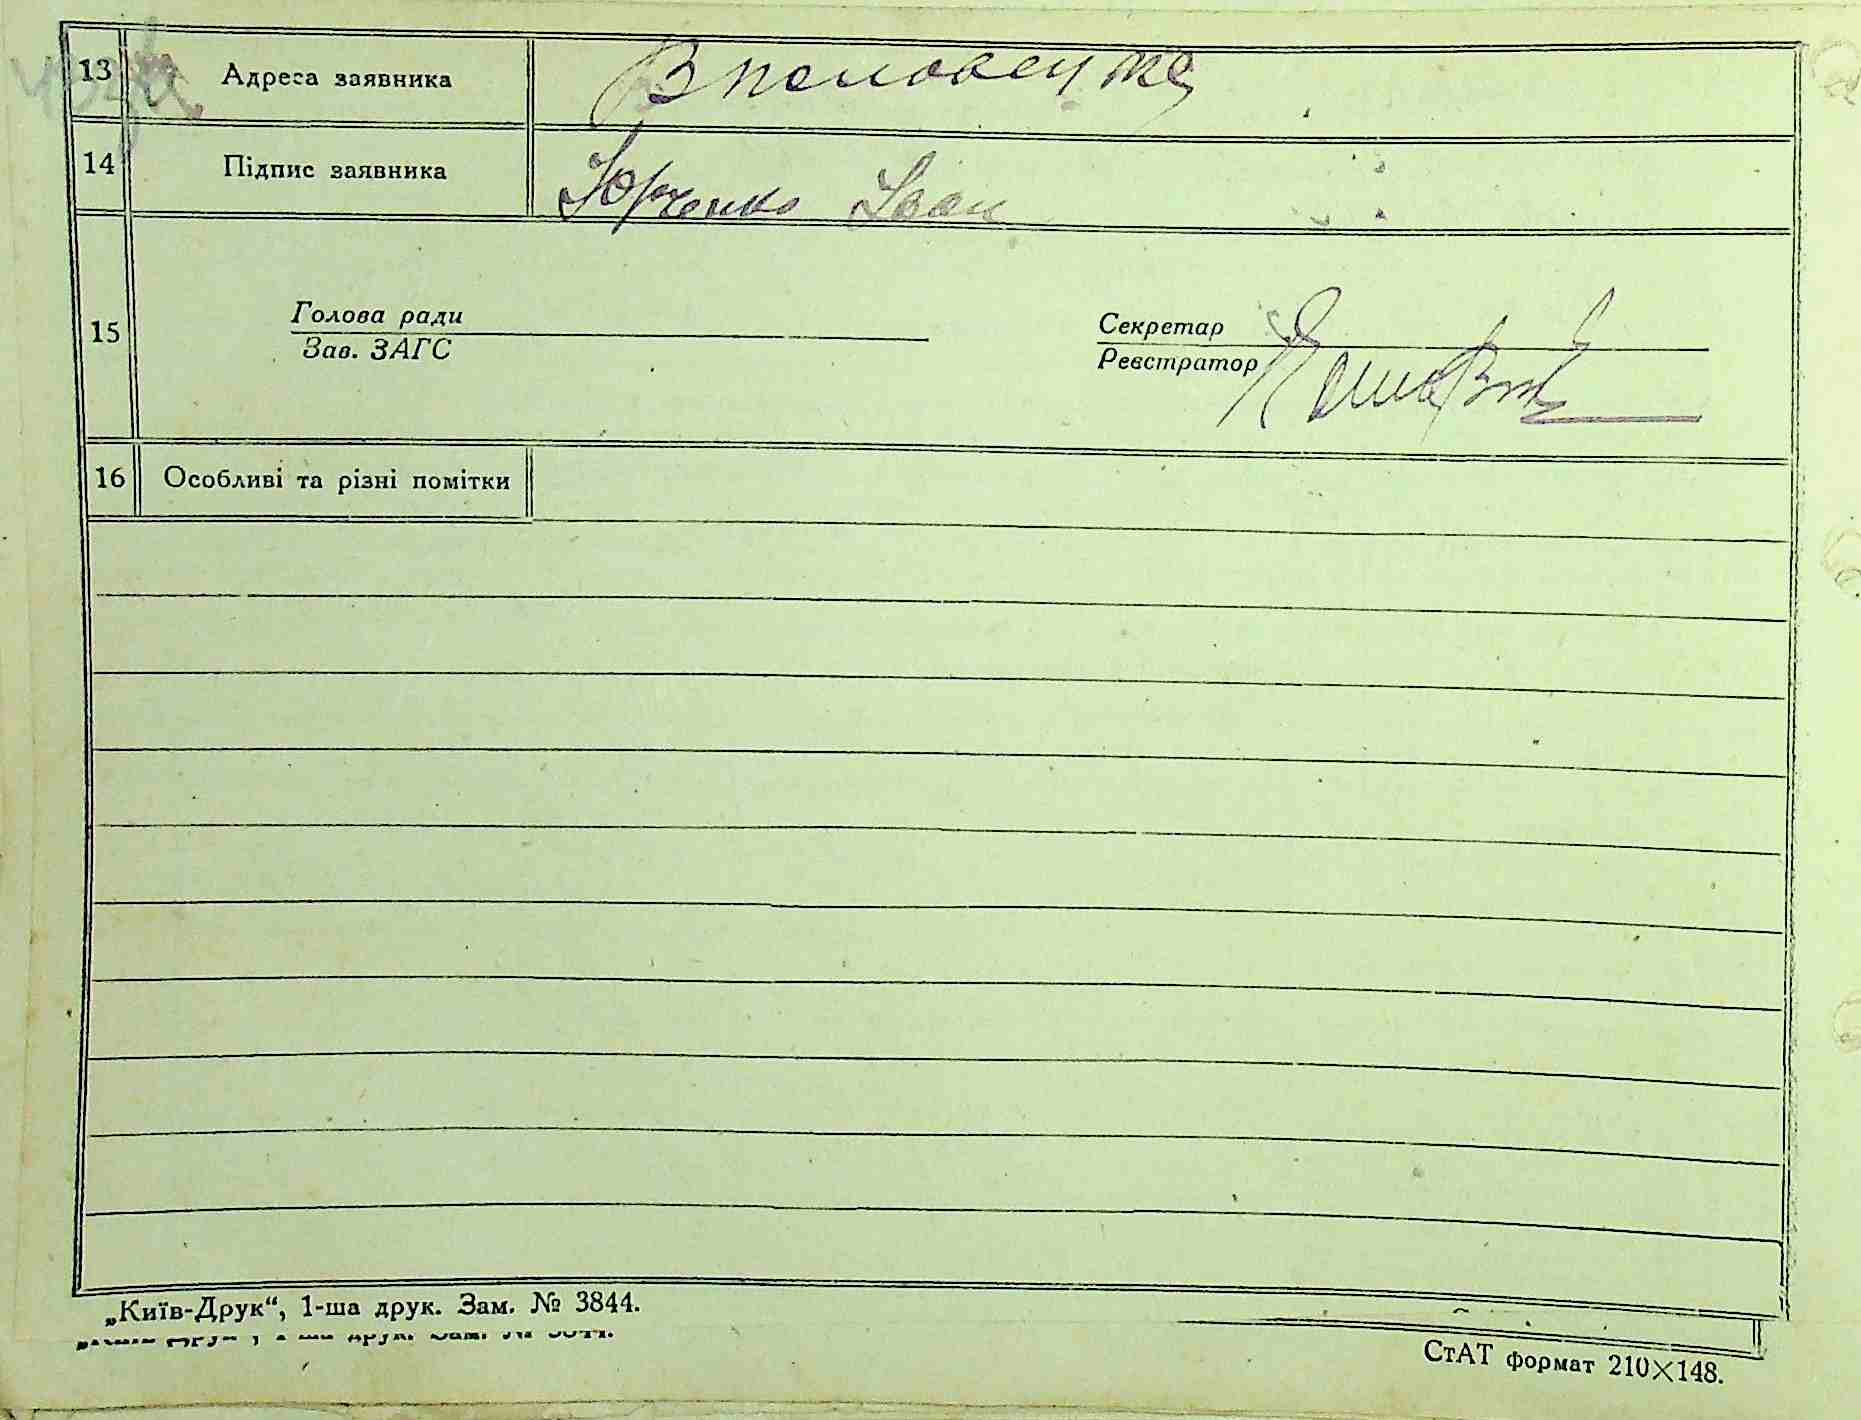 13 Адреса заявника
14 Підпис заявника Юрченко Іван
15 Голова ради Секретар
Зав. ЗАГС Реєстратор
16 Особливі та різні помітки
„Київ-Друк“, 1-ша друк. Зам. № 3844.
СтАТ формат 210×148.